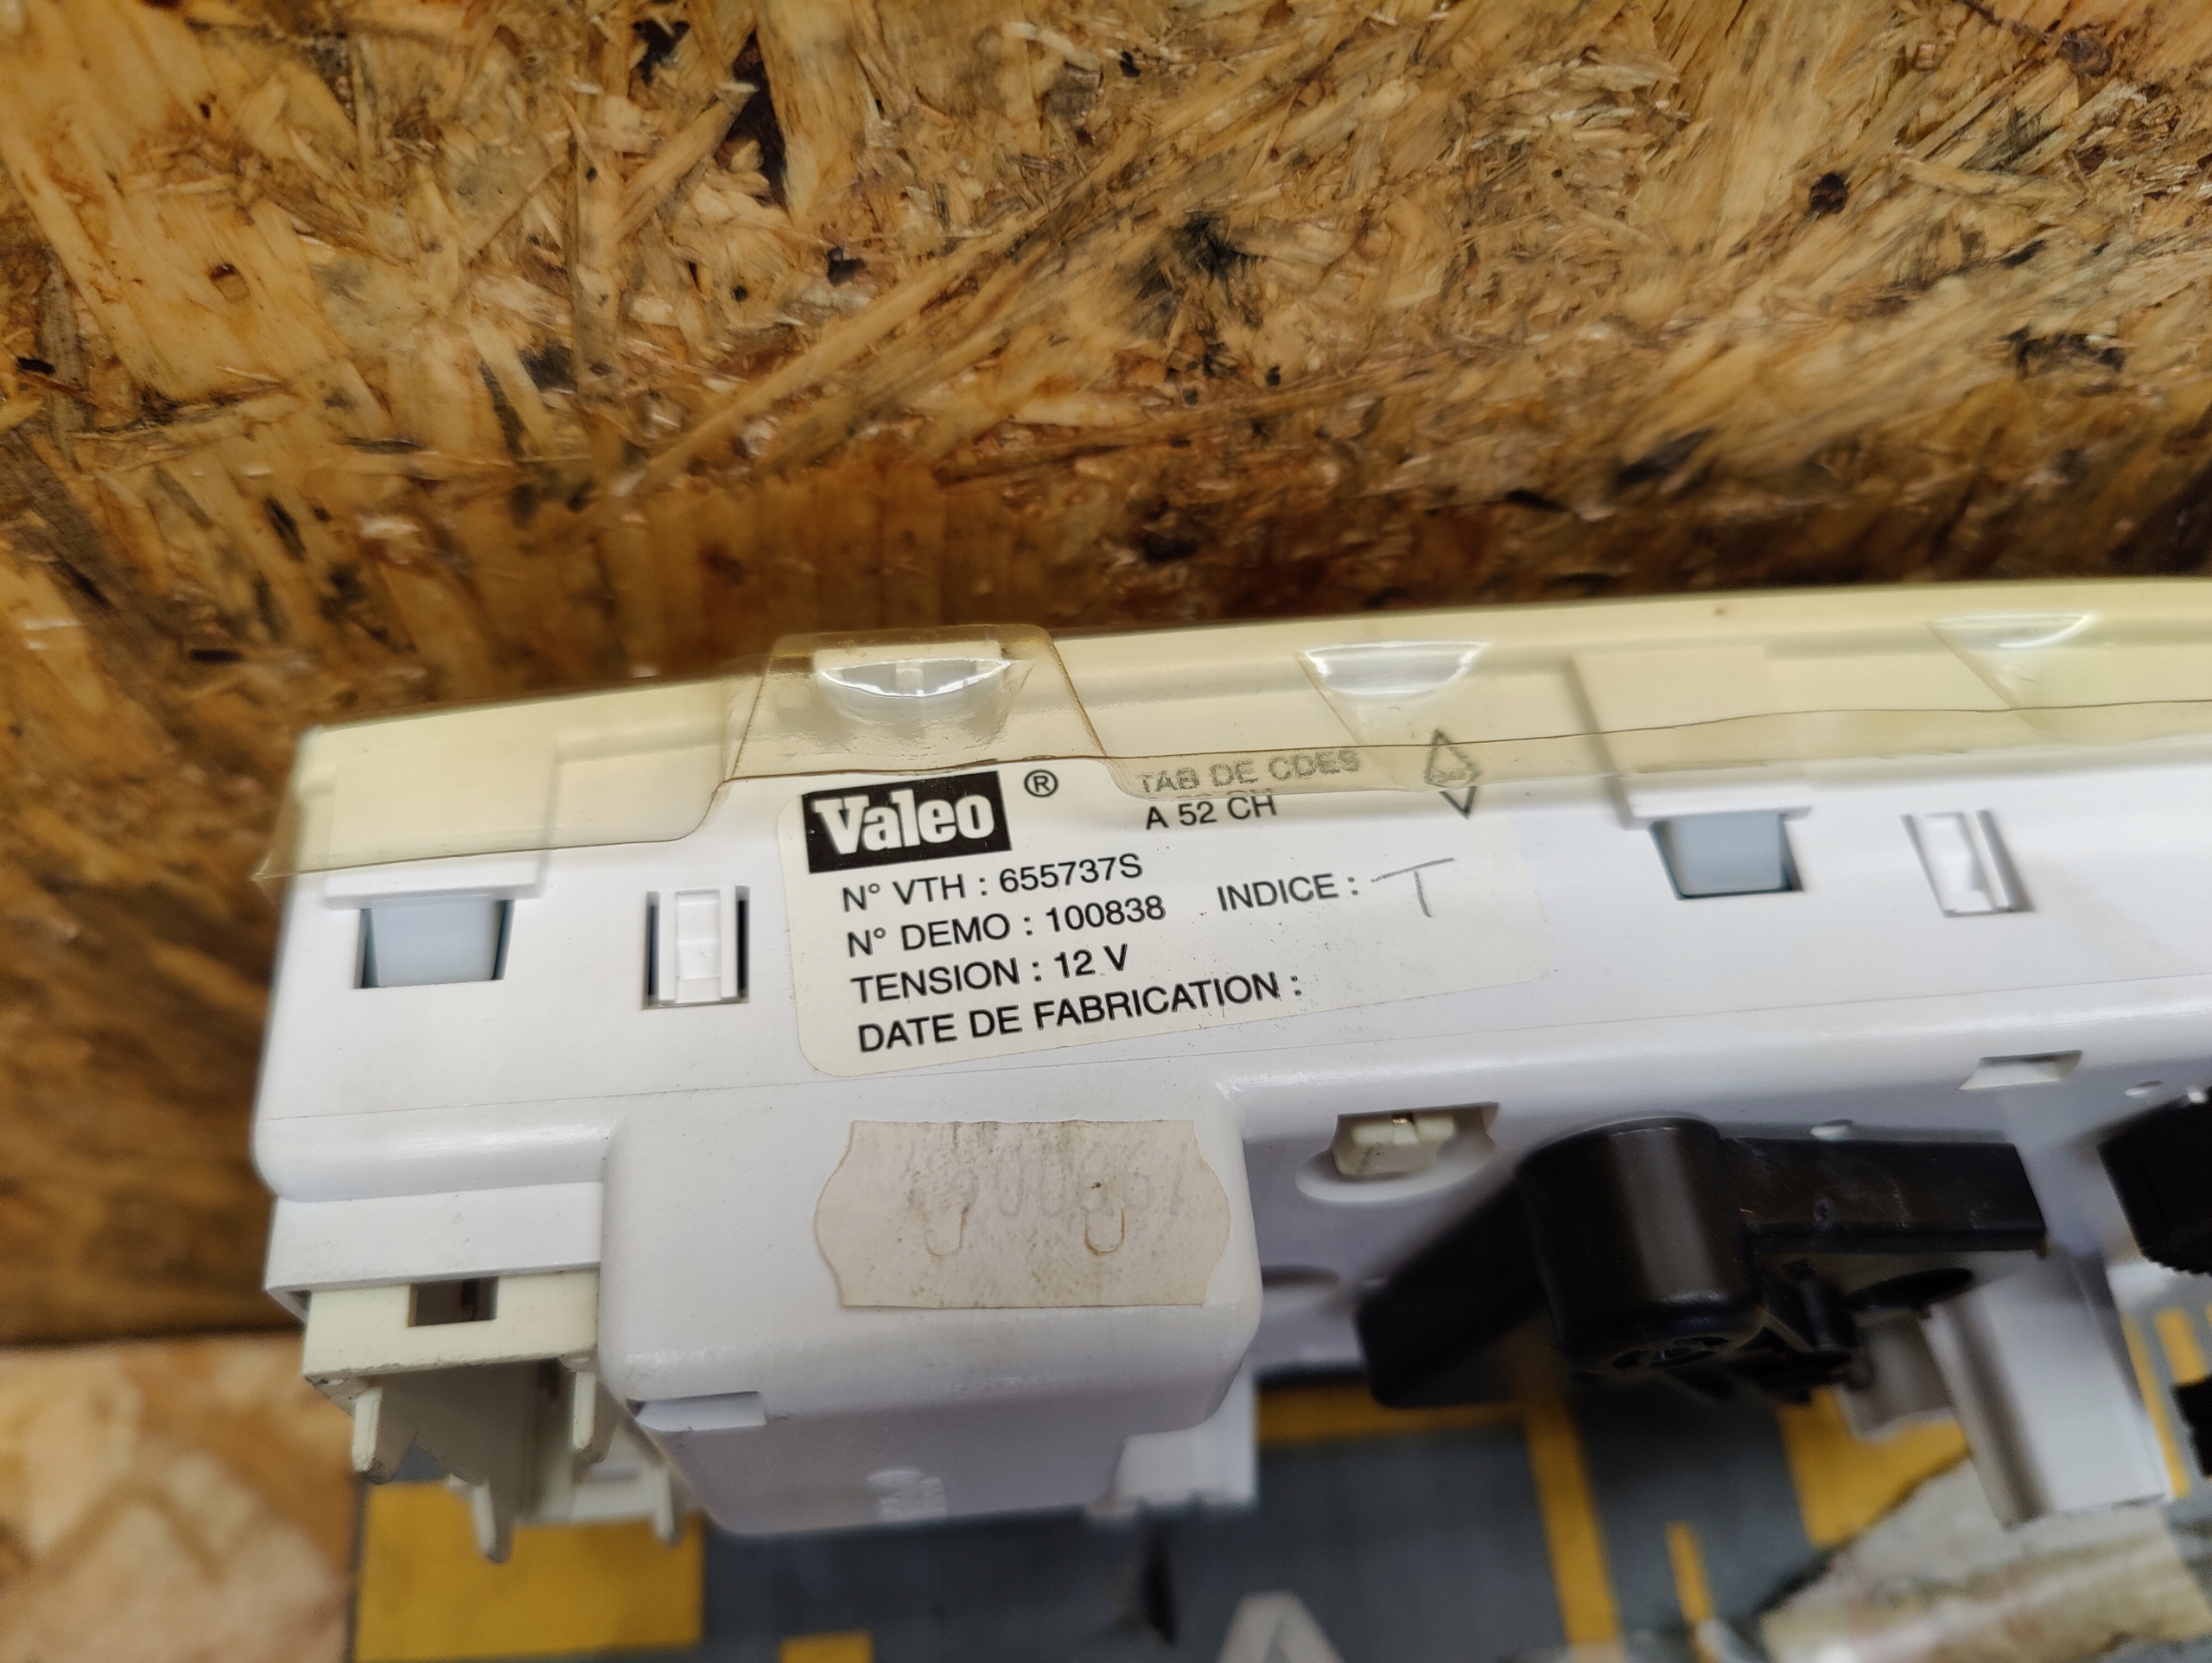 Valeo ®
TAB DE CDES
A 52 CH
N° VTH : 655737S
N° DEMO : 100838 INDICE : T
TENSION : 12 V
DATE DE FABRICATION :